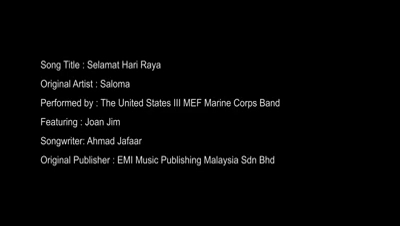 Song Title : Selamat Hari Raya
Original Artist : Saloma
Performed by : The United States III MEF Marine Corps Band
Featuring : Joan Jim
Songwriter: Ahmad Jafaar
Original Publisher : EMI Music Publishing Malaysia Sdn Bhd